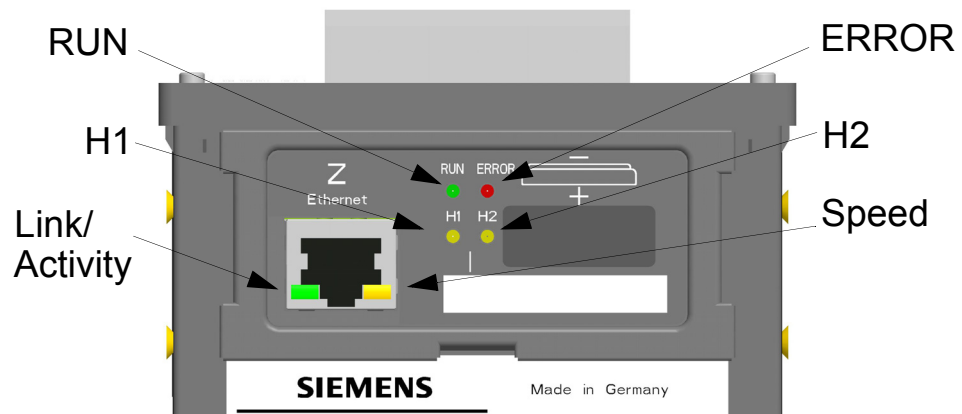 RUN
ERROR
H1
H2
Link/
Activity
Speed
Z
Ethernet
RUN ERROR
H1 H2
SIEMENS
Made in Germany